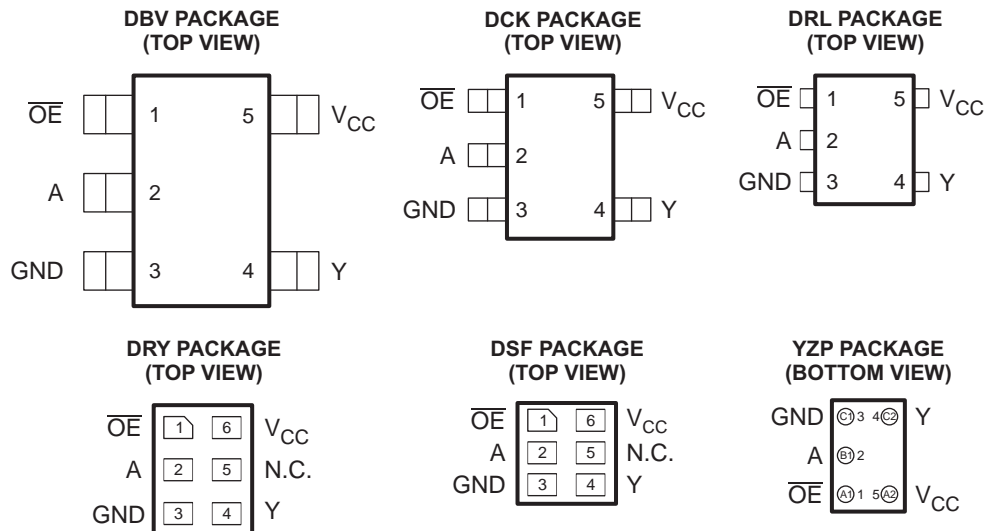 DBV PACKAGE
(TOP VIEW)
OE 1 5 VCC
A 2
GND 3 4 Y
DCK PACKAGE
(TOP VIEW)
OE 1 5 VCC
A 2
GND 3 4 Y
DRL PACKAGE
(TOP VIEW)
OE 1 5 VCC
A 2
GND 3 4 Y
DRY PACKAGE
(TOP VIEW)
OE 1 6 VCC
A 2 5 N.C.
GND 3 4 Y
DSF PACKAGE
(TOP VIEW)
OE 1 6 VCC
A 2 5 N.C.
GND 3 4 Y
YZP PACKAGE
(BOTTOM VIEW)
GND C1 3 4 C2 Y
A B1 2
OE A1 1 5 A2 VCC